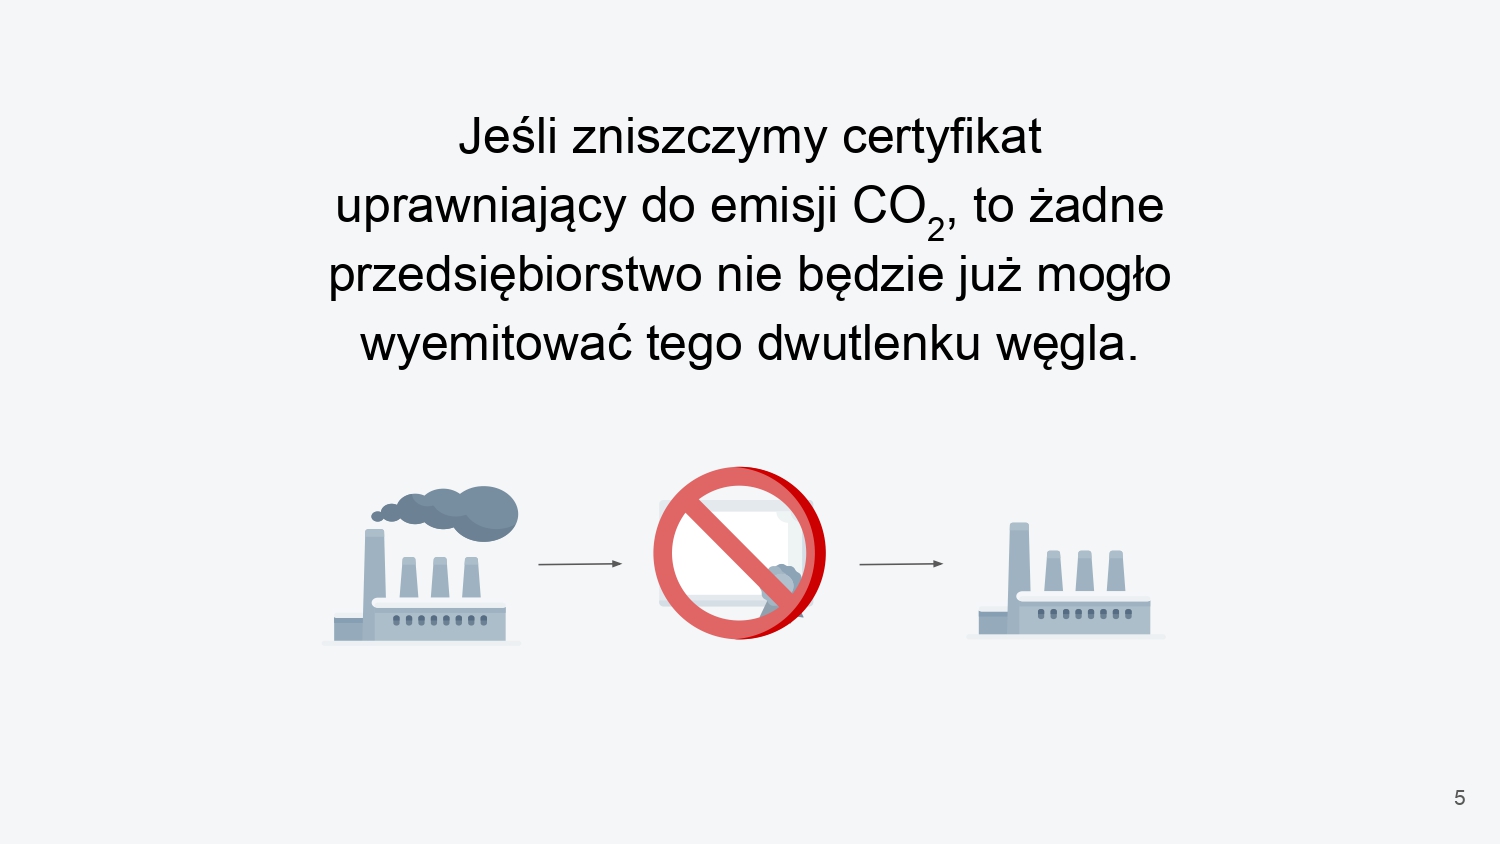 Jeśli zniszczymy certyfikat
uprawniający do emisji CO₂, to żadne
przedsiębiorstwo nie będzie już mogło
wyemitować tego dwutlenku węgla.
5